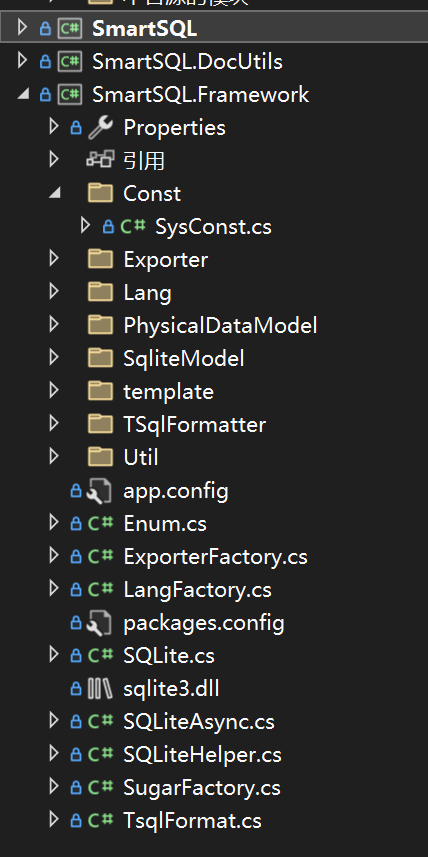 C# SmartSQL
C# SmartSQL.DocUtils
C# SmartSQL.Framework
Properties
引用
Const
C# SysConst.cs
Exporter
Lang
PhysicalDataModel
SqliteModel
template
TSqlFormatter
Util
app.config
C# Enum.cs
C# ExporterFactory.cs
C# LangFactory.cs
packages.config
C# SQLite.cs
sqlite3.dll
C# SQLiteAsync.cs
C# SQLiteHelper.cs
C# SugarFactory.cs
C# TsqlFormat.cs